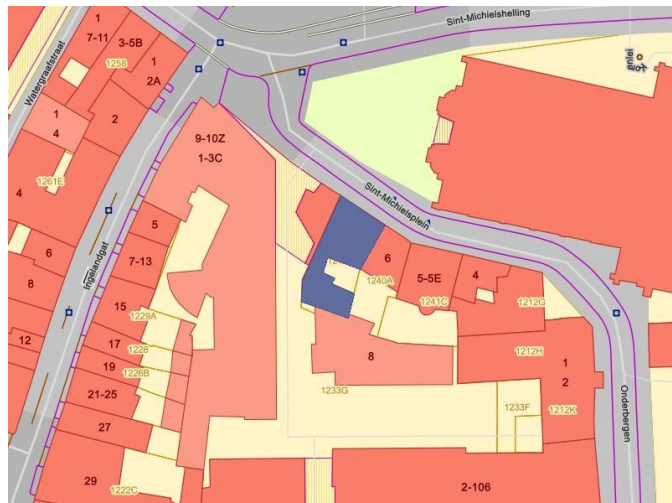 Sint-Michielshelling
Watergraafstraat
1
7-11
3-5B
1258
1
2A
2
1
4
1261E
4
6
8
12
Ingelandgat
9-10Z
1-3C
5
7-13
15
1229A
17
1228
19
1226B
21-25
27
29
1222C
Sint-Michielsplein
6
1240A
5-5E
1241C
4
1212G
8
1233G
1212H
1
2
1212K
1233F
2-106
Onderbergen